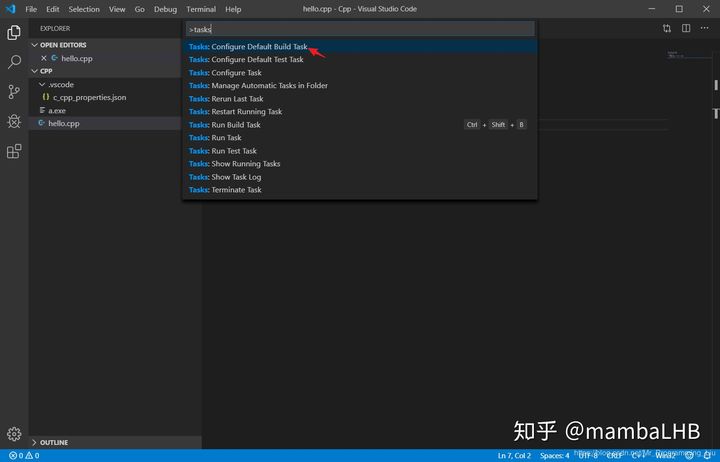 File Edit Selection View Go Debug Terminal Help hello.cpp - Cpp - Visual Studio Code
EXPLORER
>tasks
OPEN EDITORS
hello.cpp
CPP
.vscode
c_cpp_properties.json
a.exe
hello.cpp
Tasks: Configure Default Build Task
Tasks: Configure Default Test Task
Tasks: Configure Task
Tasks: Manage Automatic Tasks in Folder
Tasks: Rerun Last Task
Tasks: Restart Running Task
Tasks: Run Build Task Ctrl + Shift + B
Tasks: Run Task
Tasks: Run Test Task
Tasks: Show Running Tasks
Tasks: Show Task Log
Tasks: Terminate Task
知乎 @mambaLHB
OUTLINE
0 0 Ln 7, Col 2 Spaces: 4 UTF-8 CRLF C++ Win32